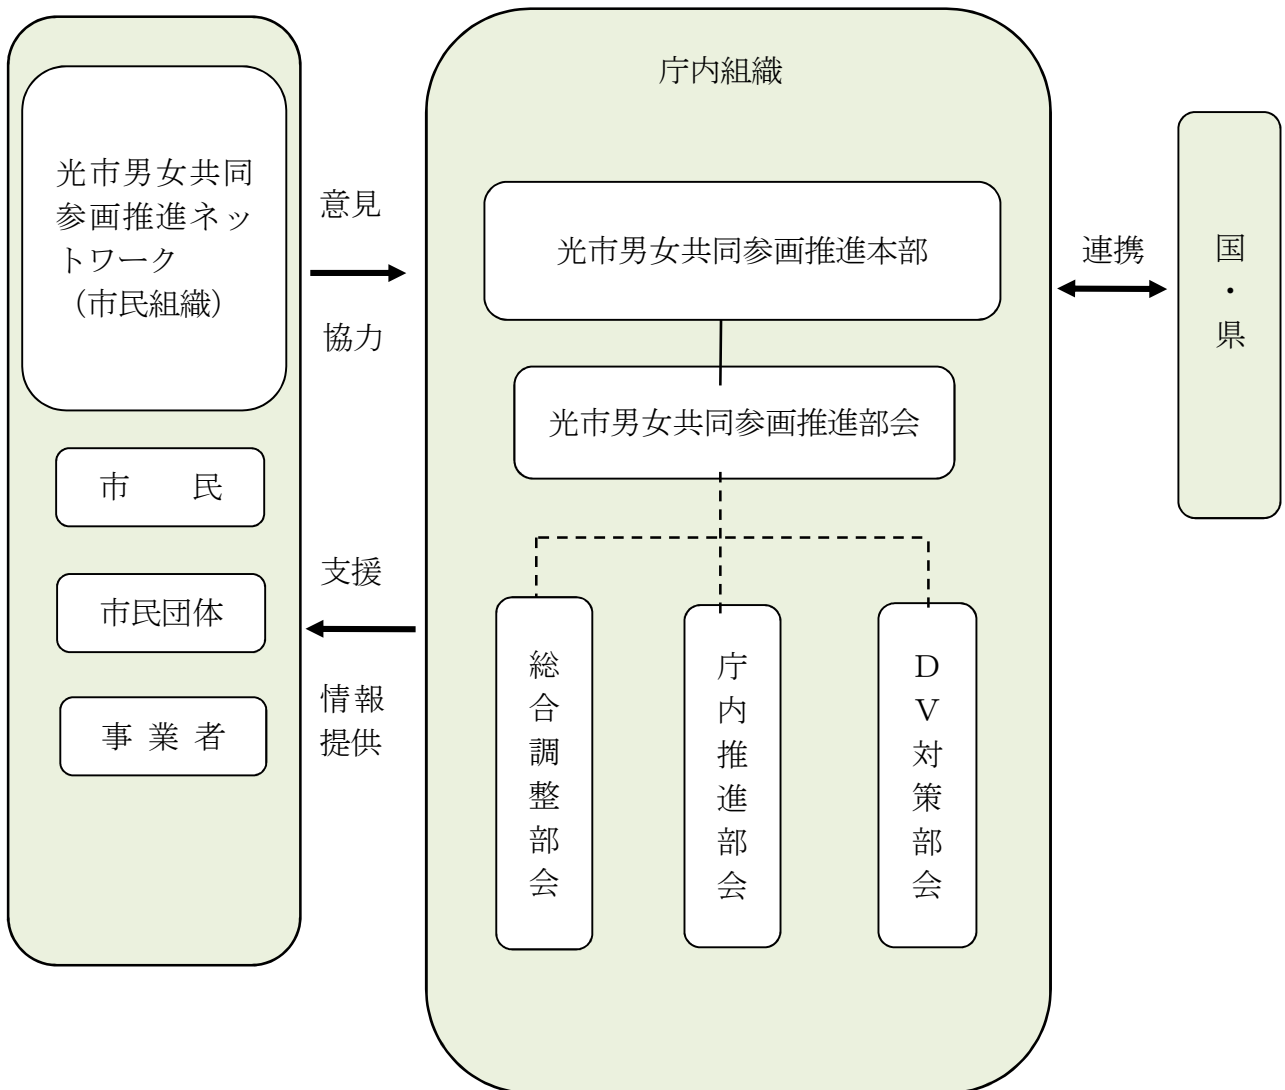 光市男女共同
参画推進ネッ
トワーク
（市民組織）
市　　民
市民団体
事 業 者
意見
協力
支援
情報
提供
庁内組織
光市男女共同参画推進本部
光市男女共同参画推進部会
総合調整部会
庁内推進部会
ＤＶ対策部会
連携
国・県